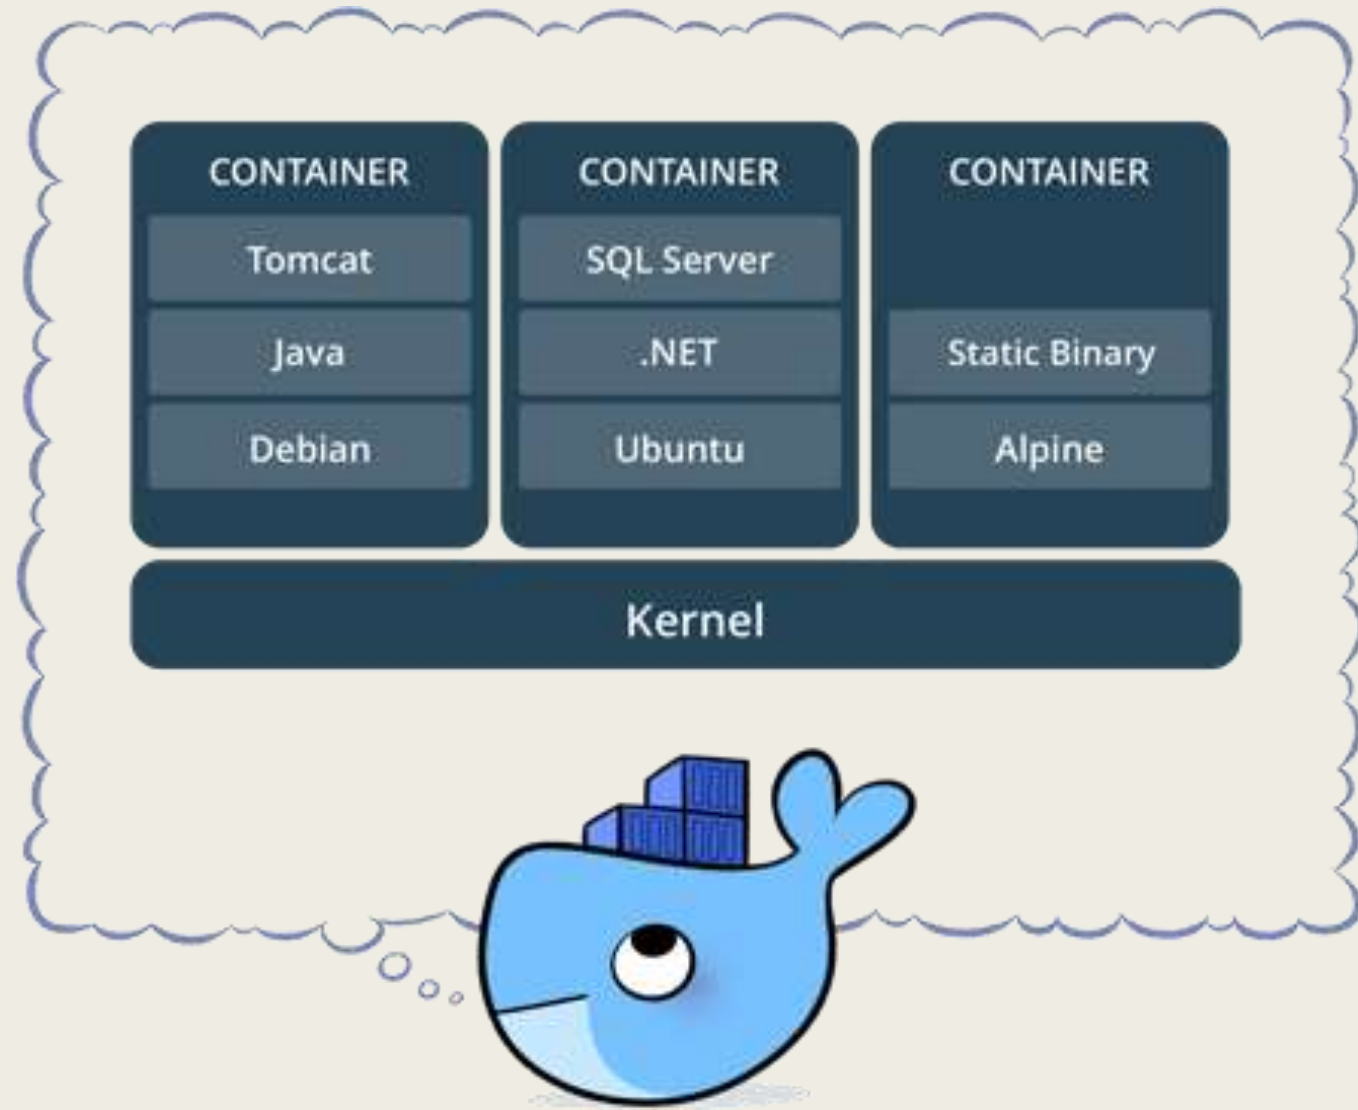 CONTAINER
Tomcat
Java
Debian
CONTAINER
SQL Server
.NET
Ubuntu
CONTAINER
Static Binary
Alpine
Kernel